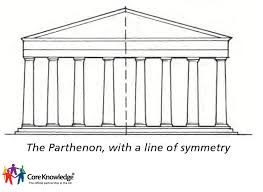 The Parthenon, with a line of symmetry
Core Knowledge®